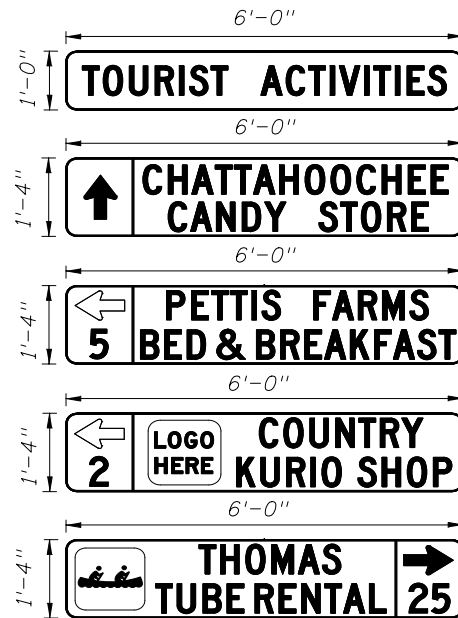 6'-0"
1'-0"
TOURIST ACTIVITIES
6'-0"
1'-4"
CHATTAHOOCHEE
CANDY STORE
6'-0"
1'-4"
5
PETTIS FARMS
BED & BREAKFAST
6'-0"
1'-4"
2
LOGO
HERE
COUNTRY
KURIO SHOP
6'-0"
1'-4"
THOMAS
TUBE RENTAL
25